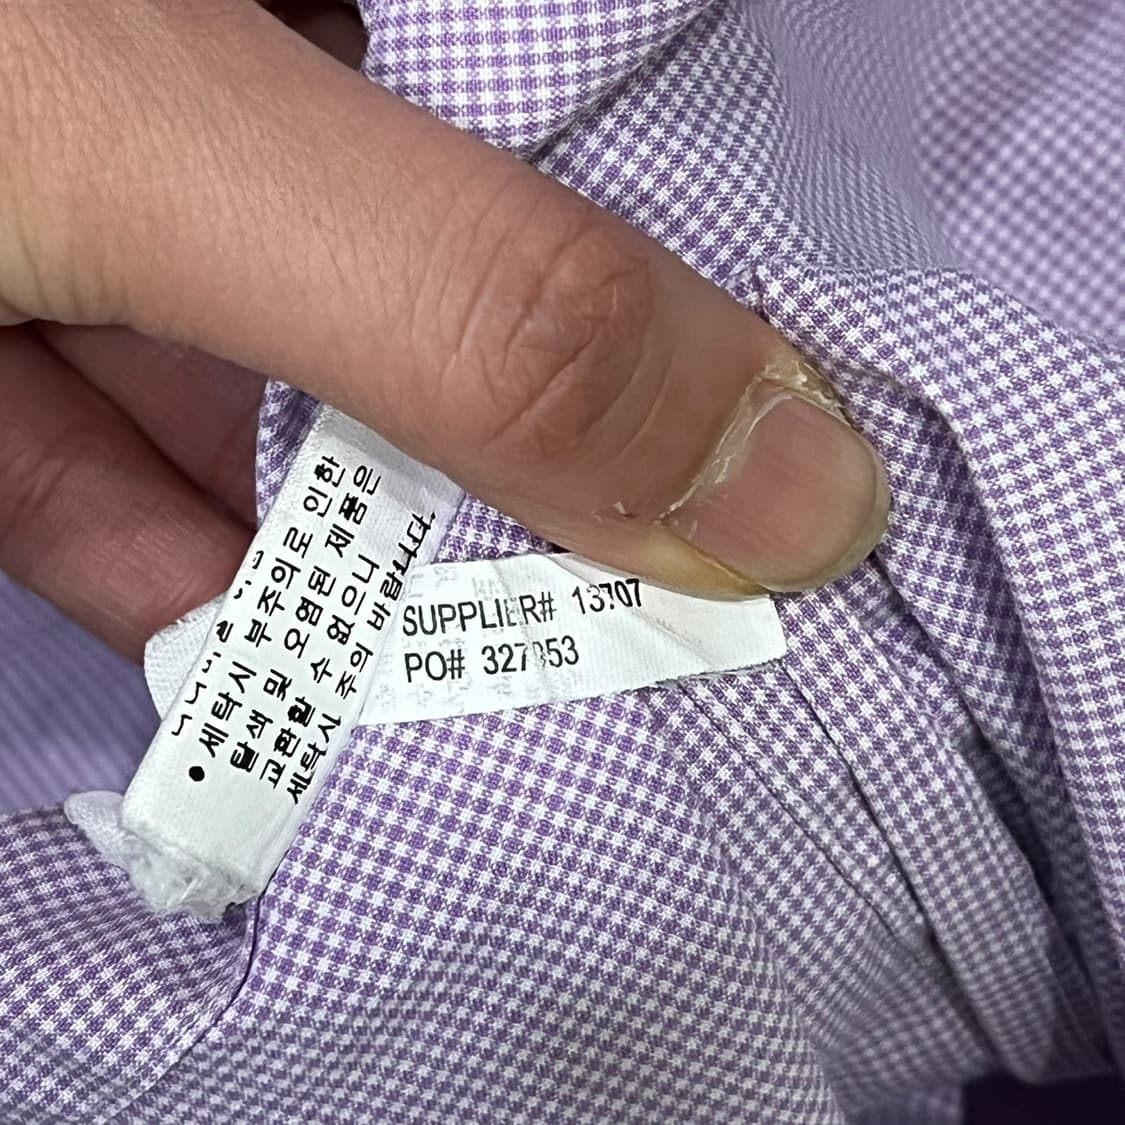 ● 세탁시 부주의로 인한
탈색 및 오염된 제품은
교환할 수 없으니
세탁시 주의 바랍니다.
SUPPLIER# 13707
PO#